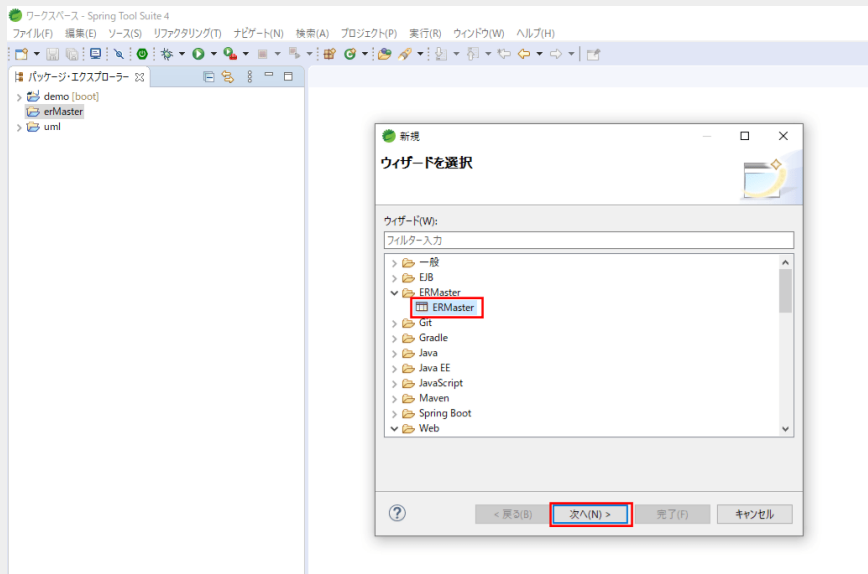 ワークスペース - Spring Tool Suite 4
ファイル(F) 編集(E) ソース(S) リファクタリング(T) ナビゲート(N) 検索(A) プロジェクト(P) 実行(R) ウィンドウ(W) ヘルプ(H)
パッケージ・エクスプローラー
demo [boot]
erMaster
uml
新規
ウィザードを選択
ウィザード(W):
フィルター入力
一般
EJB
ERMaster
ERMaster
Git
Gradle
Java
Java EE
JavaScript
Maven
Spring Boot
Web
< 戻る(B) 次へ(N) > 完了(F) キャンセル